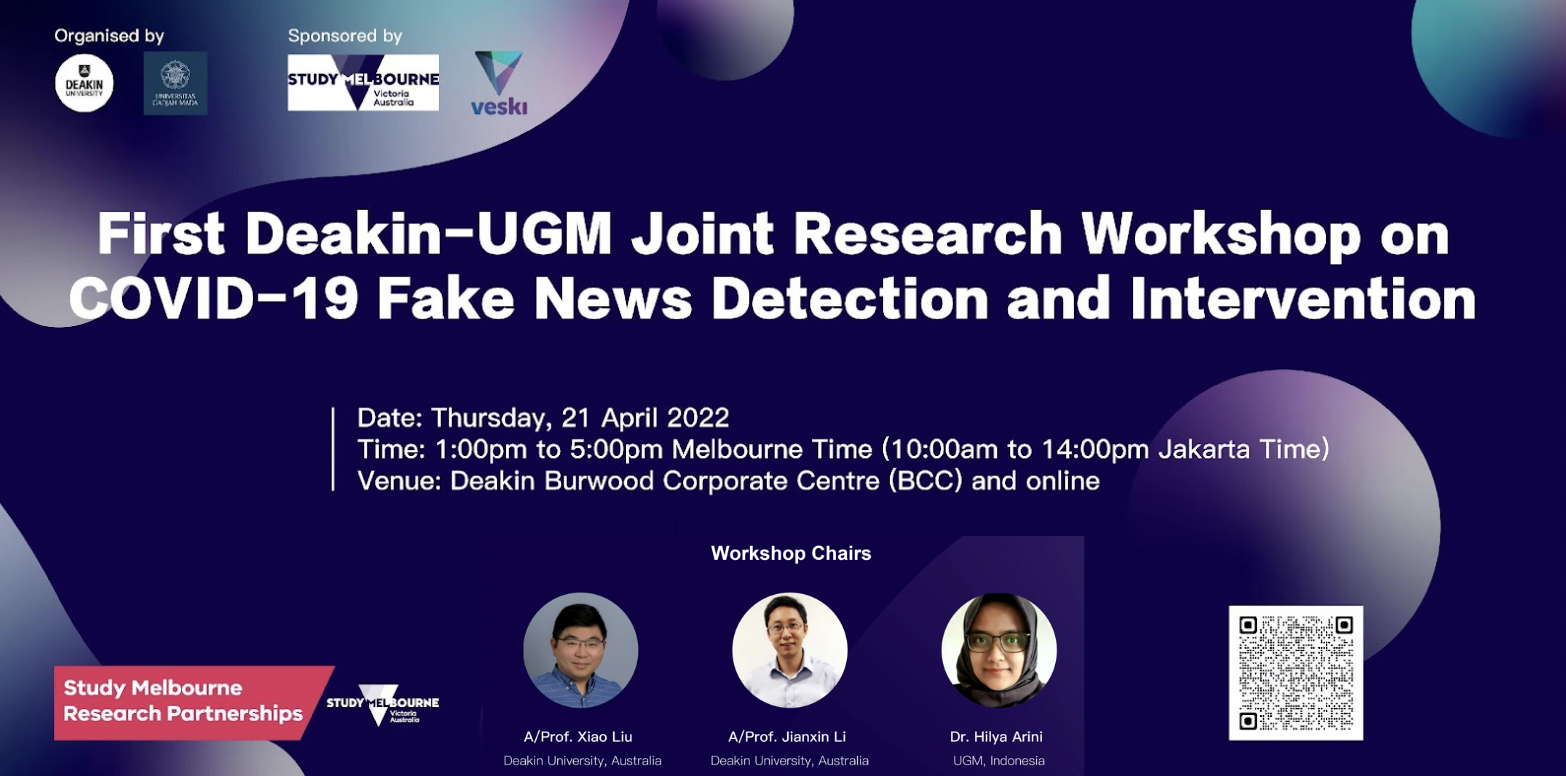 Organised by
Sponsored by
DEAKIN
UNIVERSITY
UNIVERSITAS
GADJAH MADA
STUDY MELBOURNE
Victoria
Australia
veski
First Deakin-UGM Joint Research Workshop on
COVID-19 Fake News Detection and Intervention
Date: Thursday, 21 April 2022
Time: 1:00pm to 5:00pm Melbourne Time (10:00am to 14:00pm Jakarta Time)
Venue: Deakin Burwood Corporate Centre (BCC) and online
Workshop Chairs
Study Melbourne
Research Partnerships
STUDY MELBOURNE
Victoria
Australia
A/Prof. Xiao Liu
Deakin University, Australia
A/Prof. Jianxin Li
Deakin University, Australia
Dr. Hilya Arini
UGM, Indonesia